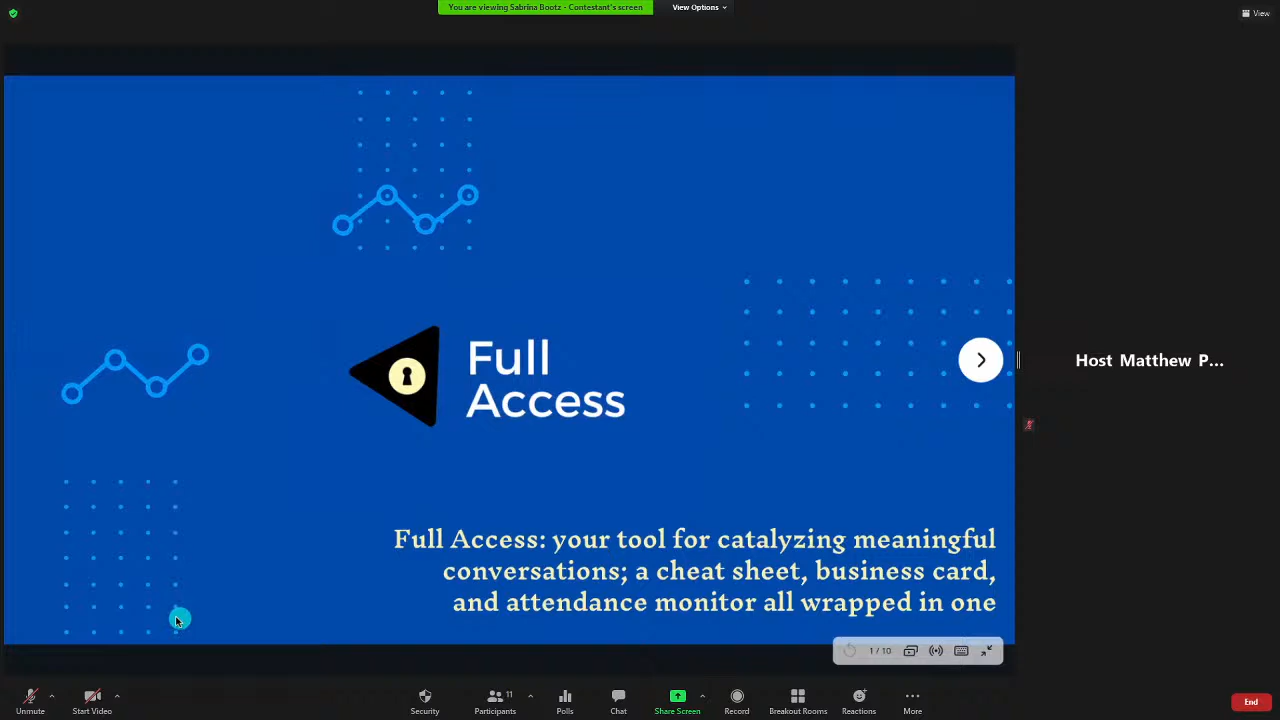 You are viewing Sabrina Bootz - Contestant's screen
View Options
View
Full
Access
Host Matthew P...
Full Access: your tool for catalyzing meaningful
conversations; a cheat sheet, business card,
and attendance monitor all wrapped in one
1 / 10
Unmute
Start Video
Security
Participants
11
Polls
Chat
Share Screen
Record
Breakout Rooms
Reactions
More
End